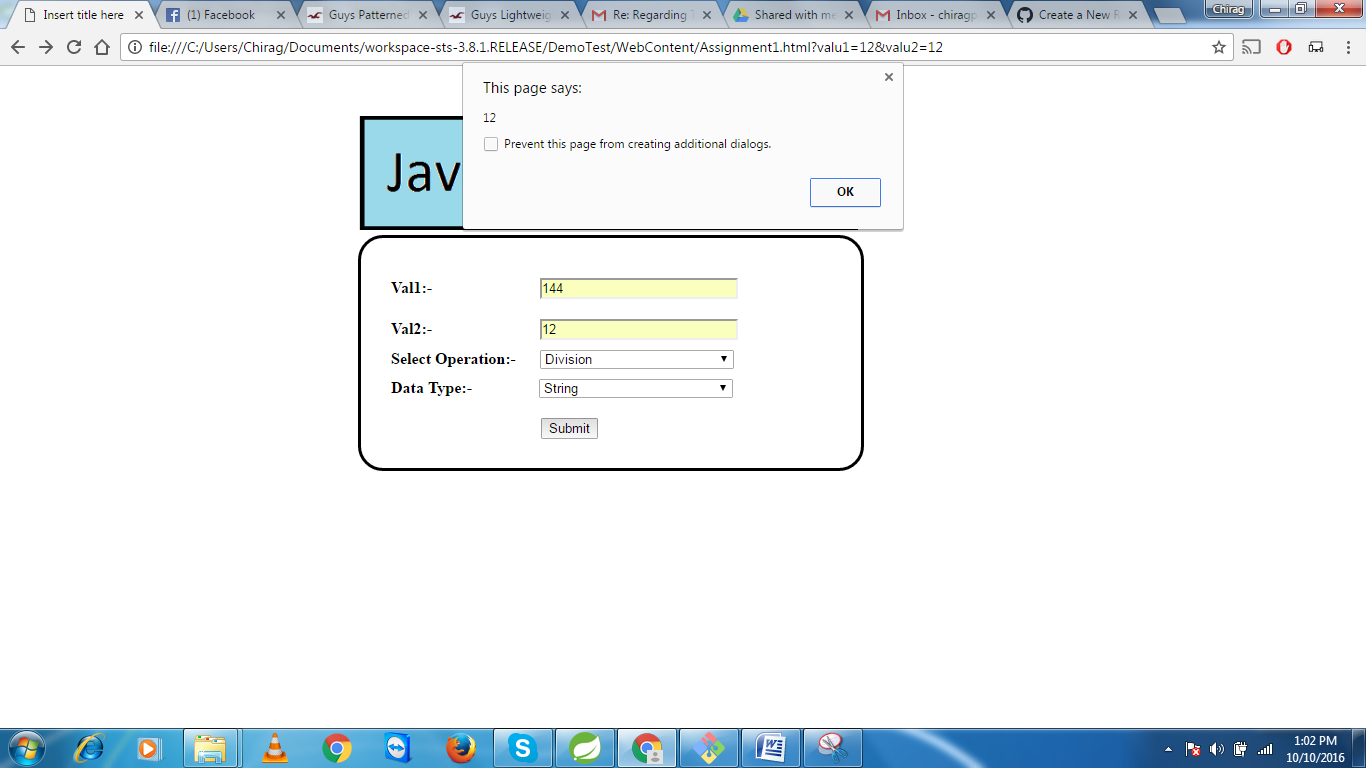 Insert title here
(1) Facebook
Guys Patterned
Guys Lightweig
Re: Regarding T
Shared with me
Inbox - chiragp
Create a New R
Chirag
file:///C:/Users/Chirag/Documents/workspace-sts-3.8.1.RELEASE/DemoTest/WebContent/Assignment1.html?valu1=12&valu2=12
This page says:
12
Prevent this page from creating additional dialogs.
OK
Jav
Val1:- 144
Val2:- 12
Select Operation:- Division
Data Type:- String
Submit
1:02 PM
10/10/2016